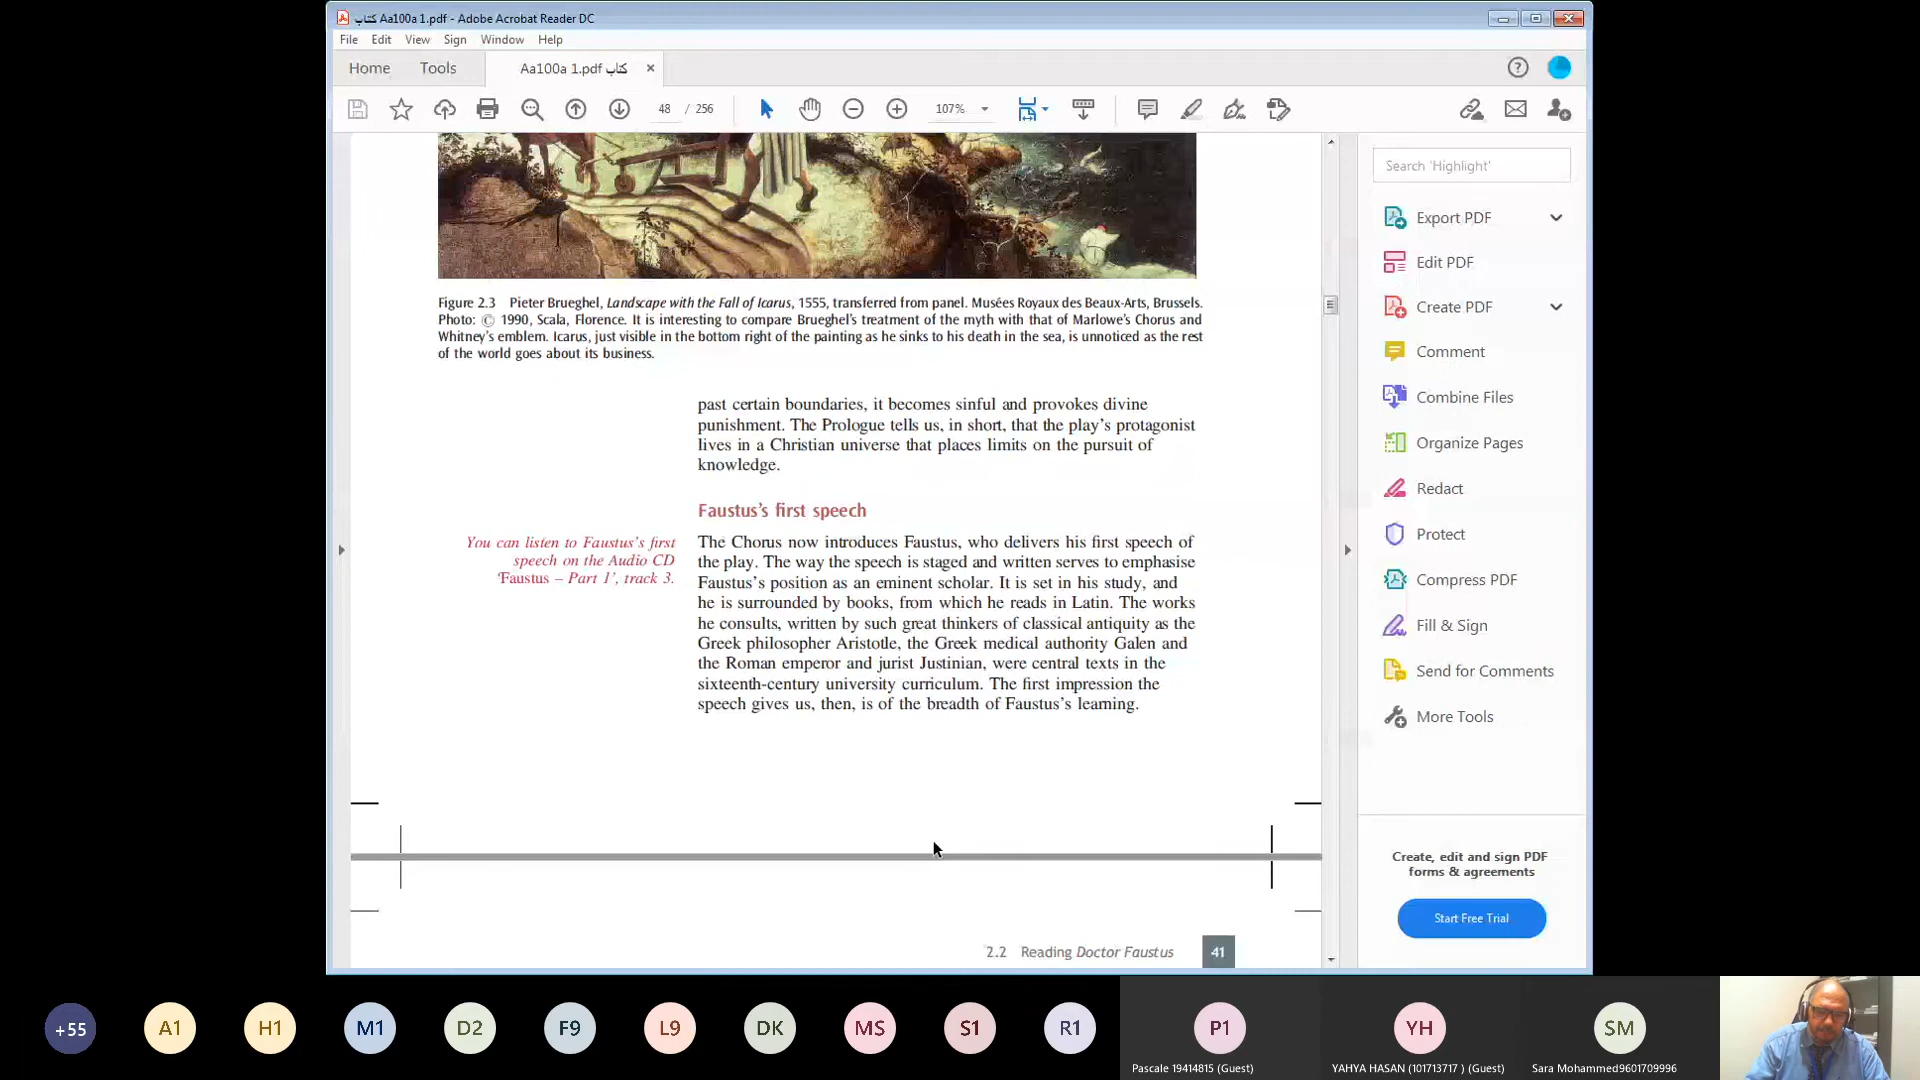 كتاب Aa100a 1.pdf - Adobe Acrobat Reader DC
File Edit View Sign Window Help
Home Tools Aa100a 1.pdf كتاب
48 / 256 107%
Search 'Highlight'
Export PDF
Edit PDF
Create PDF
Comment
Combine Files
Organize Pages
Redact
Protect
Compress PDF
Fill & Sign
Send for Comments
More Tools
Create, edit and sign PDF
forms & agreements
Start Free Trial
Figure 2.3 Pieter Brueghel, Landscape with the Fall of Icarus, 1555, transferred from panel. Musées Royaux des Beaux-Arts, Brussels.
Photo: © 1990, Scala, Florence. It is interesting to compare Brueghel's treatment of the myth with that of Marlowe's Chorus and
Whitney's emblem. Icarus, just visible in the bottom right of the painting as he sinks to his death in the sea, is unnoticed as the rest
of the world goes about its business.
past certain boundaries, it becomes sinful and provokes divine
punishment. The Prologue tells us, in short, that the play's protagonist
lives in a Christian universe that places limits on the pursuit of
knowledge.
Faustus's first speech
You can listen to Faustus's first
speech on the Audio CD
'Faustus – Part 1', track 3.
The Chorus now introduces Faustus, who delivers his first speech of
the play. The way the speech is staged and written serves to emphasise
Faustus's position as an eminent scholar. It is set in his study, and
he is surrounded by books, from which he reads in Latin. The works
he consults, written by such great thinkers of classical antiquity as the
Greek philosopher Aristotle, the Greek medical authority Galen and
the Roman emperor and jurist Justinian, were central texts in the
sixteenth-century university curriculum. The first impression the
speech gives us, then, is of the breadth of Faustus's learning.
2.2 Reading Doctor Faustus 41
+55 A1 H1 M1 D2 F9 L9 DK MS S1 R1 P1 YH SM
Pascale 19414815 (Guest) YAHYA HASAN (101713717 ) (Guest) Sara Mohammed9601709996